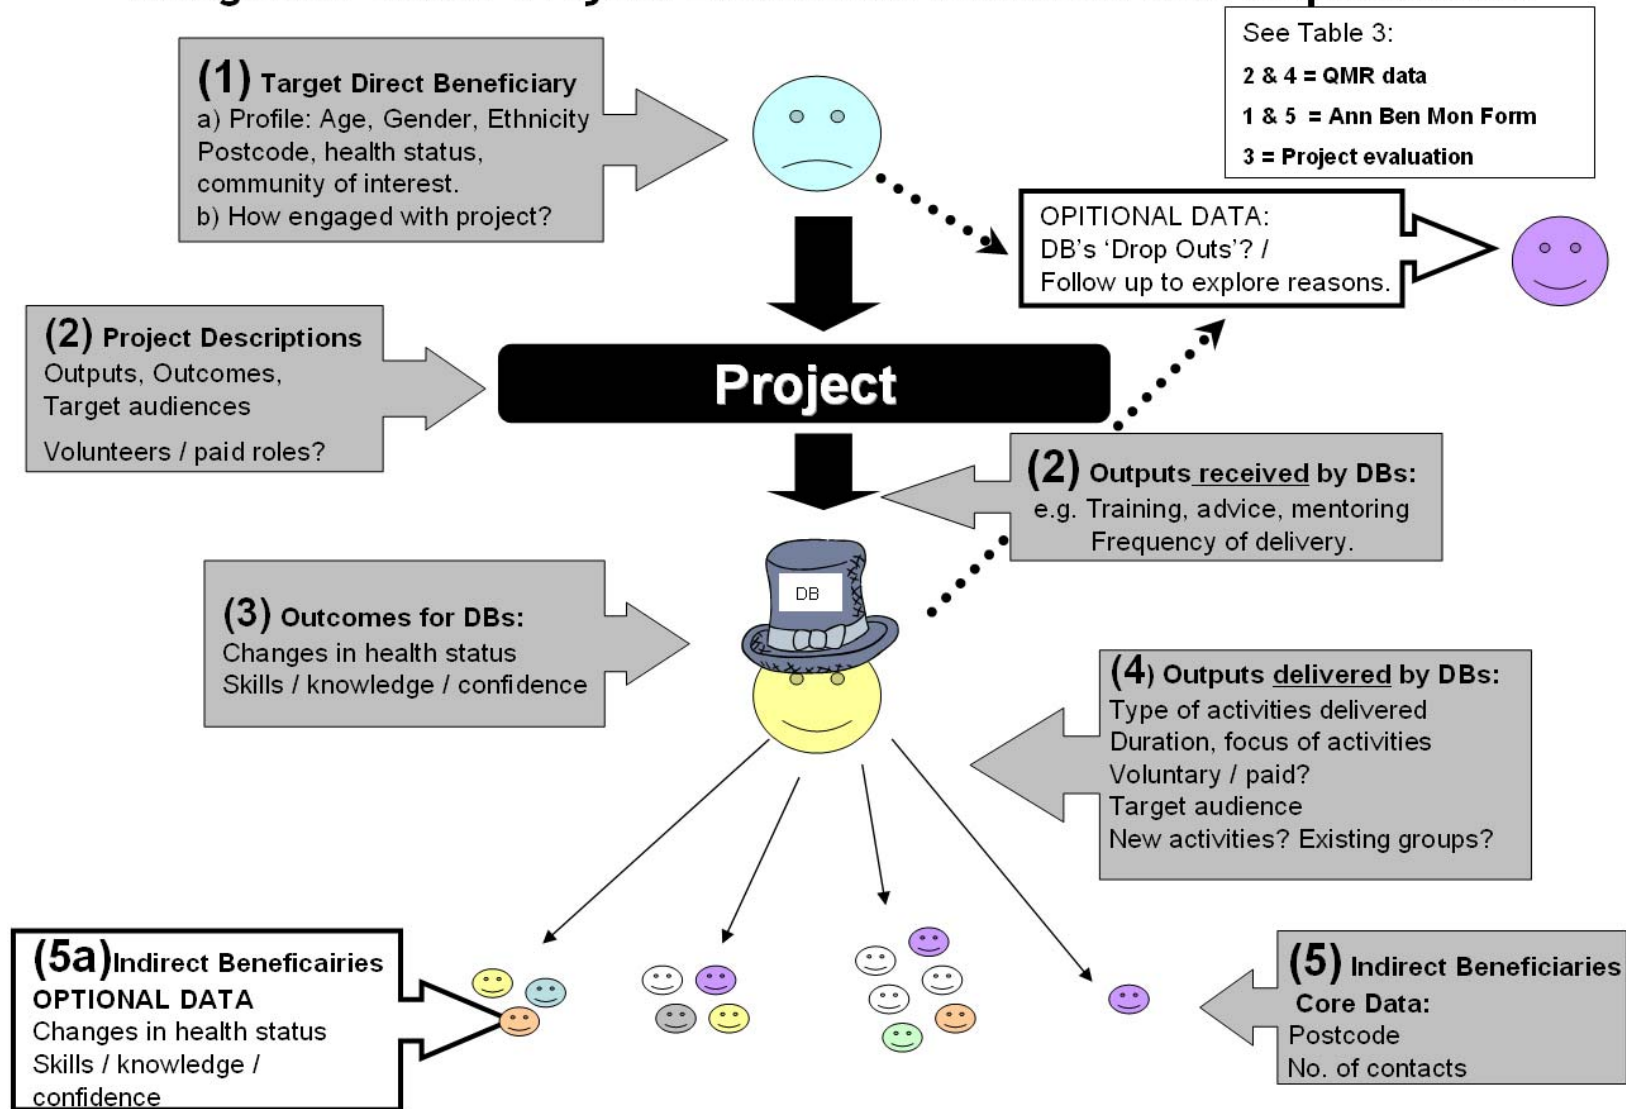 See Table 3:
2 & 4 = QMR data
1 & 5 = Ann Ben Mon Form
3 = Project evaluation
(1) Target Direct Beneficiary
a) Profile: Age, Gender, Ethnicity
Postcode, health status,
community of interest.
b) How engaged with project?
OPITIONAL DATA:
DB's 'Drop Outs'? /
Follow up to explore reasons.
(2) Project Descriptions
Outputs, Outcomes,
Target audiences
Volunteers / paid roles?
Project
(2) Outputs received by DBs:
e.g. Training, advice, mentoring
Frequency of delivery.
DB
(3) Outcomes for DBs:
Changes in health status
Skills / knowledge / confidence
(4) Outputs delivered by DBs:
Type of activities delivered
Duration, focus of activities
Voluntary / paid?
Target audience
New activities? Existing groups?
(5a)Indirect Beneficairies
OPTIONAL DATA
Changes in health status
Skills / knowledge /
confidence
(5) Indirect Beneficiaries
Core Data:
Postcode
No. of contacts